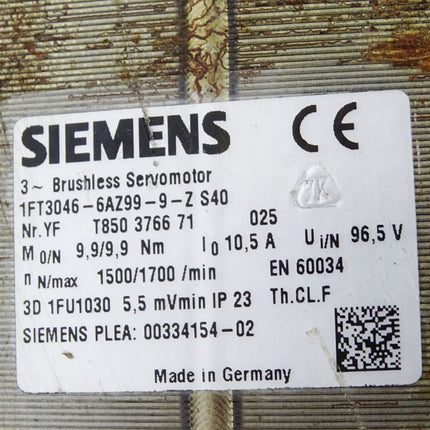 SIEMENS CE
3~ Brushless Servomotor
1FT3046-6AZ99-9-Z S40
Nr.YF T850 3766 71 025
M O/N 9,9/9,9 Nm I 0 10,5 A U i/N 96,5 V
n N/max 1500/1700 /min EN 60034
3D 1FU1030 5,5 mVmin IP 23 Th.CL.F
SIEMENS PLEA: 00334154-02
Made in Germany